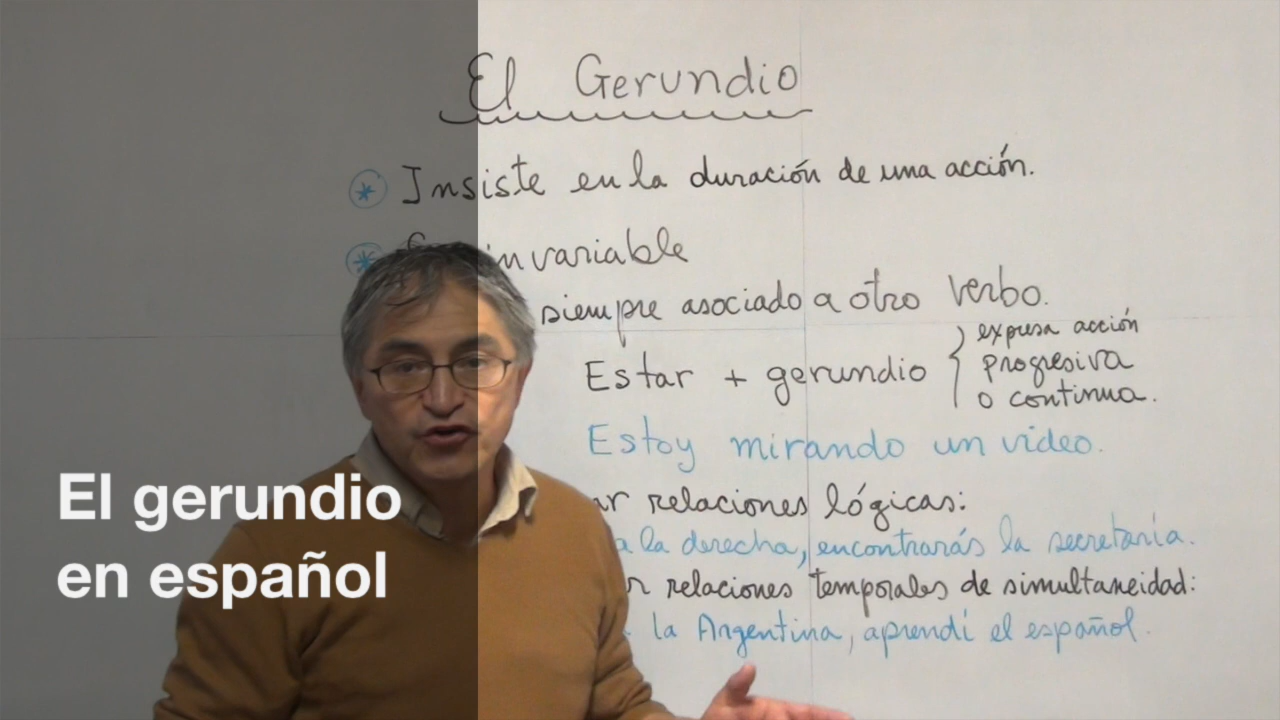 El Gerundio
Insiste en la duración de una acción.
invariable
siempre asociado a otro verbo.
Estar + gerundio
expresa acción
progresiva
o continua.
Estoy mirando un video.
relaciones lógicas:
a la derecha, encontrarás la secretaría.
relaciones temporales de simultaneidad:
la Argentina, aprendí el español.
El gerundio
en español